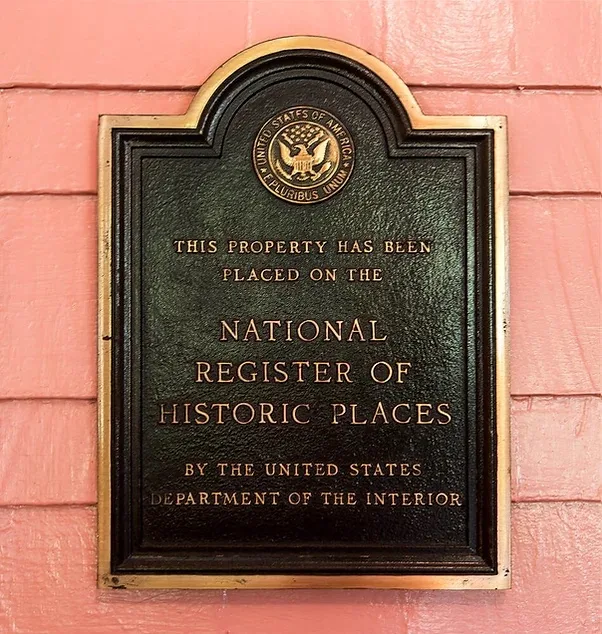 UNITED STATES OF AMERICA
E PLURIBUS UNUM
THIS PROPERTY HAS BEEN
PLACED ON THE
NATIONAL
REGISTER OF
HISTORIC PLACES
BY THE UNITED STATES
DEPARTMENT OF THE INTERIOR